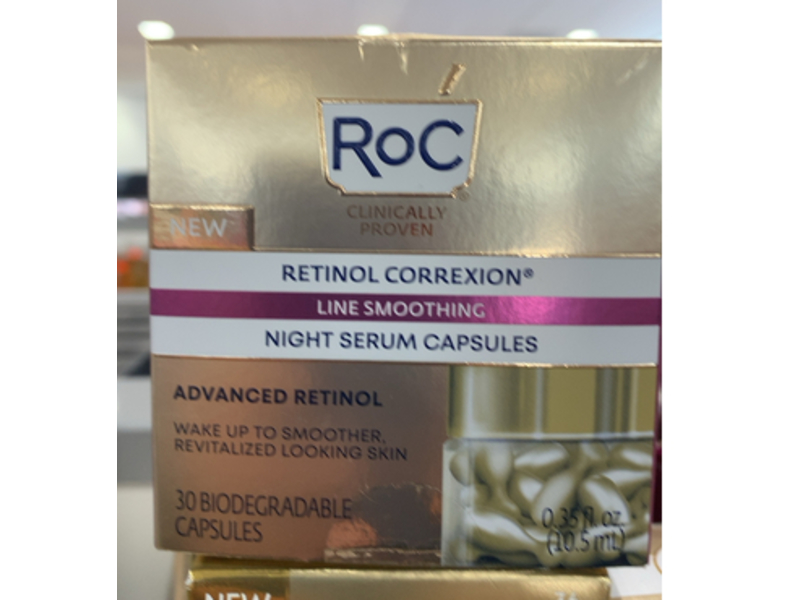 RoC
®
CLINICALLY
PROVEN
NEW
RETINOL CORREXION®
LINE SMOOTHING
NIGHT SERUM CAPSULES
ADVANCED RETINOL
WAKE UP TO SMOOTHER,
REVITALIZED LOOKING SKIN
30 BIODEGRADABLE
CAPSULES
0.35 fl. oz.
(10.5 ml)
NEW